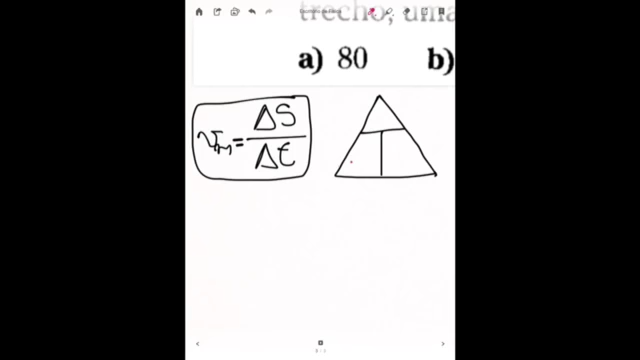 trecho, uma
a) 80 b)
Vm = ΔS
Δt